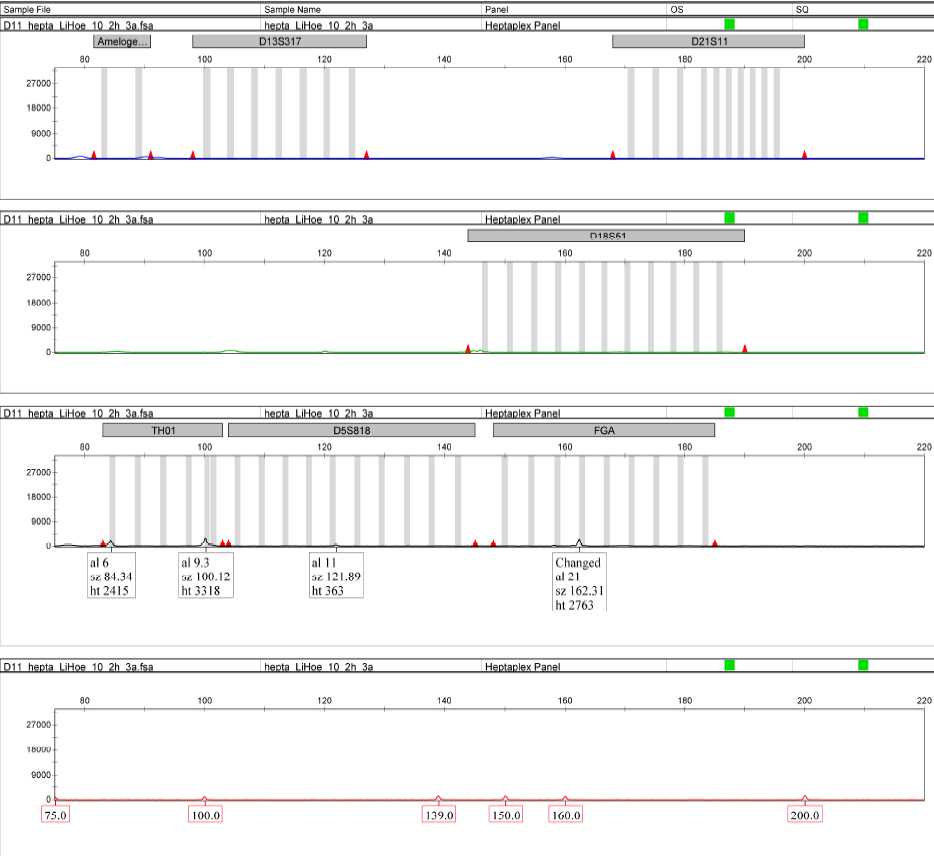 Sample File Sample Name Panel OS SQ
D11_hepta_LiHoe_10_2h_3a.fsa hepta_LiHoe_10_2h_3a Heptaplex Panel
Ameloge... D13S317 D21S11
80 100 120 140 160 180 200 220
27000
18000
9000
0
D11_hepta_LiHoe_10_2h_3a.fsa hepta_LiHoe_10_2h_3a Heptaplex Panel
D18S51
80 100 120 140 160 180 200 220
27000
18000
9000
0
D11_hepta_LiHoe_10_2h_3a.fsa hepta_LiHoe_10_2h_3a Heptaplex Panel
TH01 D5S818 FGA
80 100 120 140 160 180 200 220
27000
18000
9000
0
al 6
sz 84.34
ht 2415
al 9.3
sz 100.12
ht 3318
al 11
sz 121.89
ht 363
Changed
al 21
sz 162.31
ht 2763
D11_hepta_LiHoe_10_2h_3a.fsa hepta_LiHoe_10_2h_3a Heptaplex Panel
80 100 120 140 160 180 200 220
27000
18000
9000
0
75.0 100.0 139.0 150.0 160.0 200.0